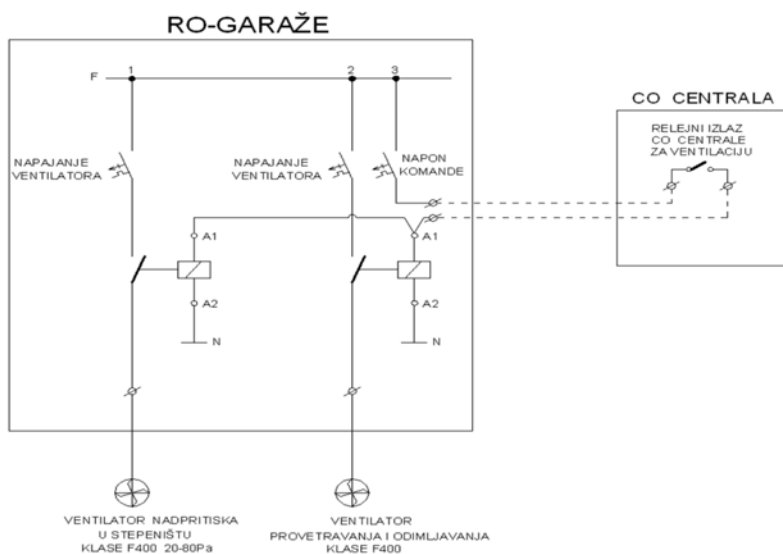 RO-GARAŽE
F
1
2
3
NAPAJANJE
VENTILATORA
NAPAJANJE
VENTILATORA
NAPON
KOMANDE
A1
A2
N
A1
A2
N
CO CENTRALA
RELEJNI IZLAZ
CO CENTRALE
ZA VENTILACIJU
VENTILATOR NADPRITISKA
U STEPENIŠTU
KLASE F400 20-80Pa
VENTILATOR
PROVETRAVANJA I ODIMLJAVANJA
KLASE F400